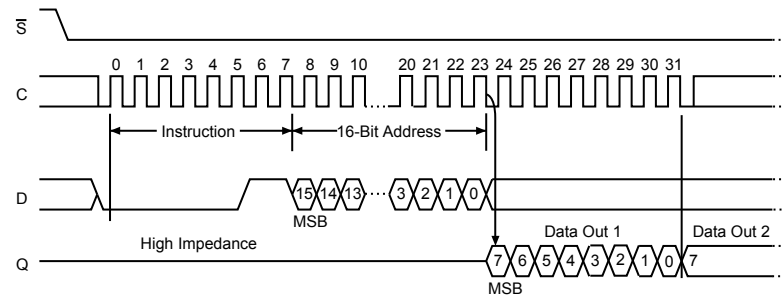 S
0 1 2 3 4 5 6 7 8 9 10 20 21 22 23 24 25 26 27 28 29 30 31
C
Instruction 16-Bit Address
D 15 14 13 3 2 1 0
MSB
High Impedance Data Out 1 Data Out 2
Q 7 6 5 4 3 2 1 0 7
MSB